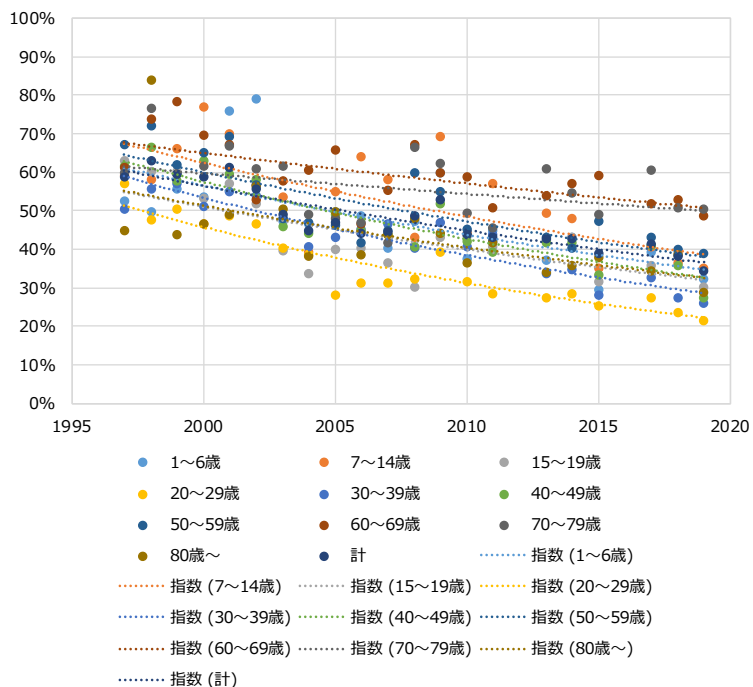 100%
90%
80%
70%
60%
50%
40%
30%
20%
10%
0%
1995 2000 2005 2010 2015 2020
1～6歳 7～14歳 15～19歳
20～29歳 30～39歳 40～49歳
50～59歳 60～69歳 70～79歳
80歳～ 計 指数 (1～6歳)
指数 (7～14歳) 指数 (15～19歳) 指数 (20～29歳)
指数 (30～39歳) 指数 (40～49歳) 指数 (50～59歳)
指数 (60～69歳) 指数 (70～79歳) 指数 (80歳～)
指数 (計)